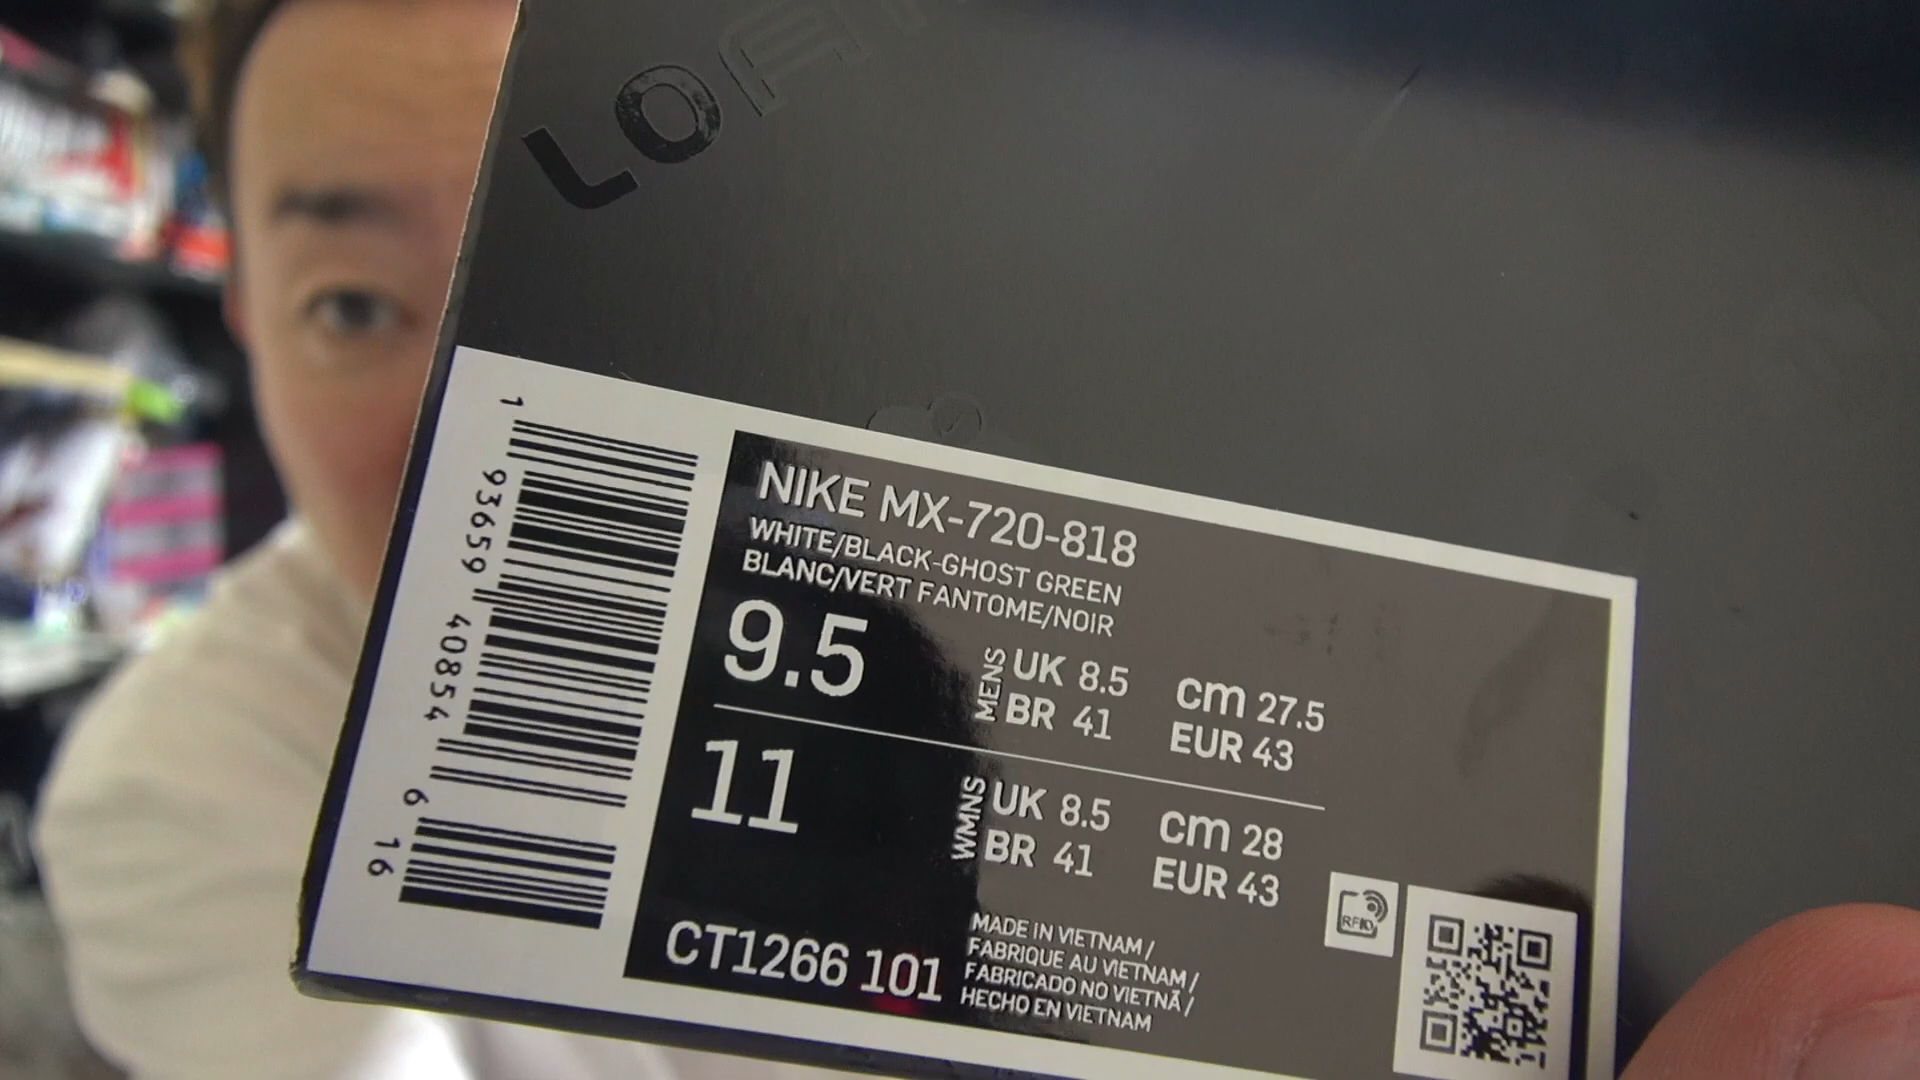 LOA
NIKE MX-720-818
WHITE/BLACK-GHOST GREEN
BLANC/VERT FANTOME/NOIR
9.5
MENS
UK 8.5
cm 27.5
BR 41
EUR 43
11
WMNS
UK 8.5
cm 28
BR 41
EUR 43
CT1266 101
MADE IN VIETNAM /
FABRIQUE AU VIETNAM /
FABRICADO NO VIETNÃ /
HECHO EN VIETNAM
RFID
1 93659 40854 6 16